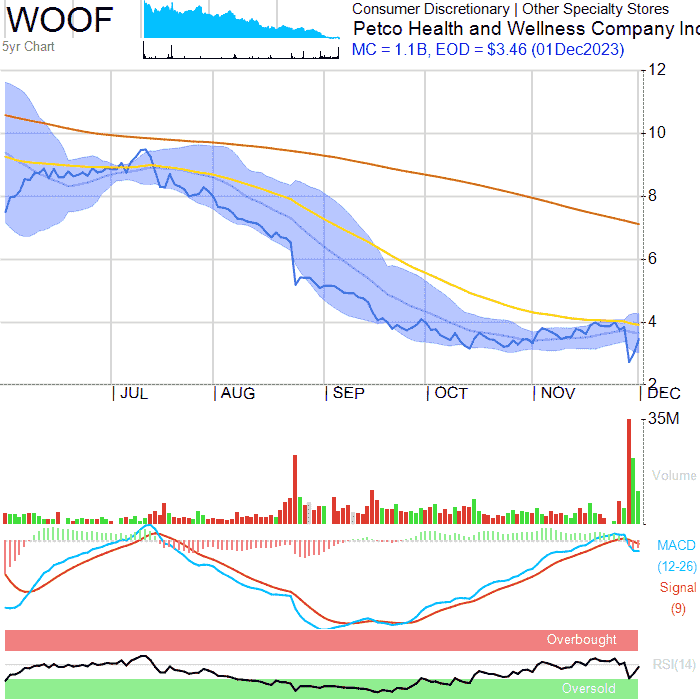 WOOF
5yr Chart
Consumer Discretionary | Other Specialty Stores
Petco Health and Wellness Company Inc
MC = 1.1B, EOD = $3.46 (01Dec2023)
12
10
8
6
4
2
JUL AUG SEP OCT NOV DEC
35M
Volume
MACD
(12-26)
Signal
(9)
Overbought
RSI(14)
Oversold